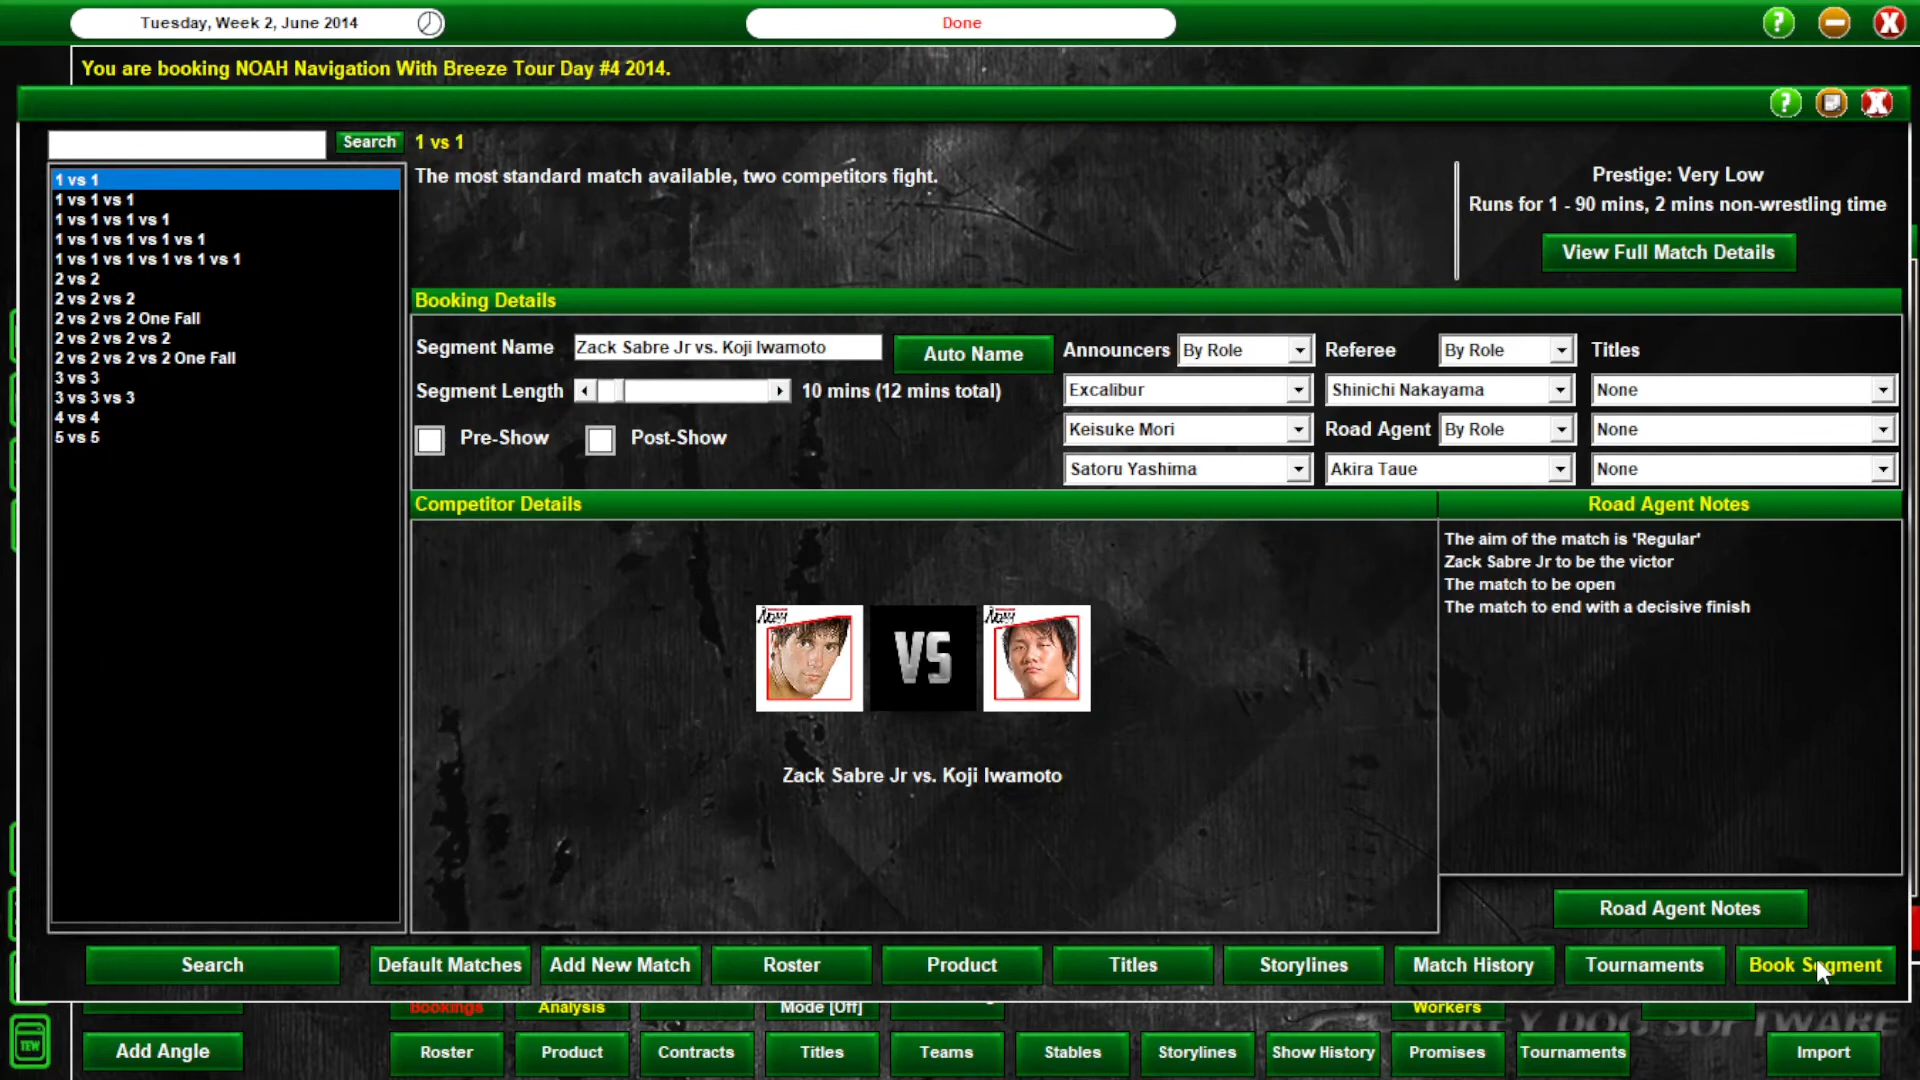 Tuesday, Week 2, June 2014
Done
You are booking NOAH Navigation With Breeze Tour Day #4 2014.
Search
1 vs 1
The most standard match available, two competitors fight.
Prestige: Very Low
Runs for 1 - 90 mins, 2 mins non-wrestling time
View Full Match Details
1 vs 1
1 vs 1 vs 1
1 vs 1 vs 1 vs 1
1 vs 1 vs 1 vs 1 vs 1
1 vs 1 vs 1 vs 1 vs 1 vs 1
2 vs 2
2 vs 2 vs 2
2 vs 2 vs 2 One Fall
2 vs 2 vs 2 vs 2
2 vs 2 vs 2 vs 2 One Fall
3 vs 3
3 vs 3 vs 3
4 vs 4
5 vs 5
Booking Details
Segment Name
Zack Sabre Jr vs. Koji Iwamoto
Auto Name
Announcers
By Role
Referee
By Role
Titles
Segment Length
10 mins (12 mins total)
Excalibur
Shinichi Nakayama
None
Pre-Show
Post-Show
Keisuke Mori
Road Agent
By Role
None
Satoru Yashima
Akira Taue
None
Competitor Details
Road Agent Notes
The aim of the match is 'Regular'
Zack Sabre Jr to be the victor
The match to be open
The match to end with a decisive finish
VS
Zack Sabre Jr vs. Koji Iwamoto
Road Agent Notes
Search
Default Matches
Add New Match
Roster
Product
Titles
Storylines
Match History
Tournaments
Book Segment
Bookings
Analysis
Mode [Off]
Workers
GREY DOG SOFTWARE
TEW
Add Angle
Roster
Product
Contracts
Titles
Teams
Stables
Storylines
Show History
Promises
Tournaments
Import